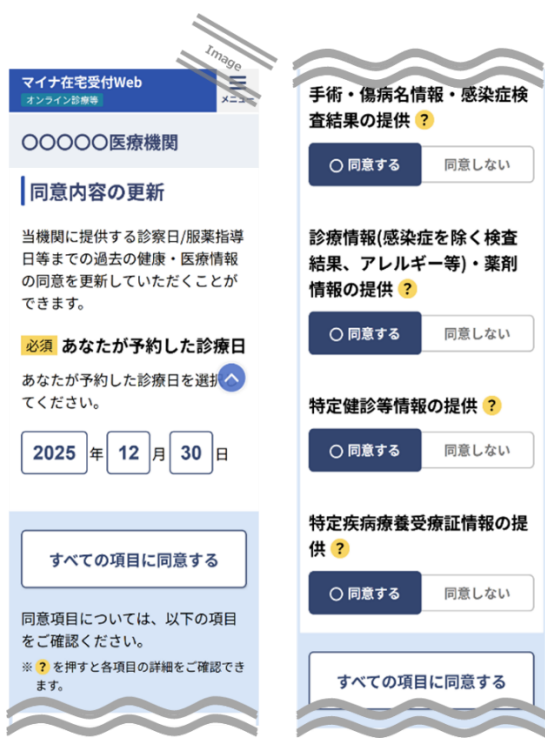 Image
マイナ在宅受付Web
オンライン診療等
メニュー
〇〇〇〇〇医療機関
同意内容の更新
当機関に提供する診察日/服薬指導
日等までの過去の健康・医療情報
の同意を更新していただくことが
できます。
必須 あなたが予約した診療日
あなたが予約した診療日を選択
てください。
2025 年 12 月 30 日
すべての項目に同意する
同意項目については、以下の項目
をご確認ください。
※ ? を押すと各項目の詳細をご確認でき
ます。
手術・傷病名情報・感染症検
査結果の提供 ?
〇 同意する 同意しない
診療情報(感染症を除く検査
結果、アレルギー等)・薬剤
情報の提供 ?
〇 同意する 同意しない
特定健診等情報の提供 ?
〇 同意する 同意しない
特定疾病療養受療証情報の提
供 ?
〇 同意する 同意しない
すべての項目に同意する